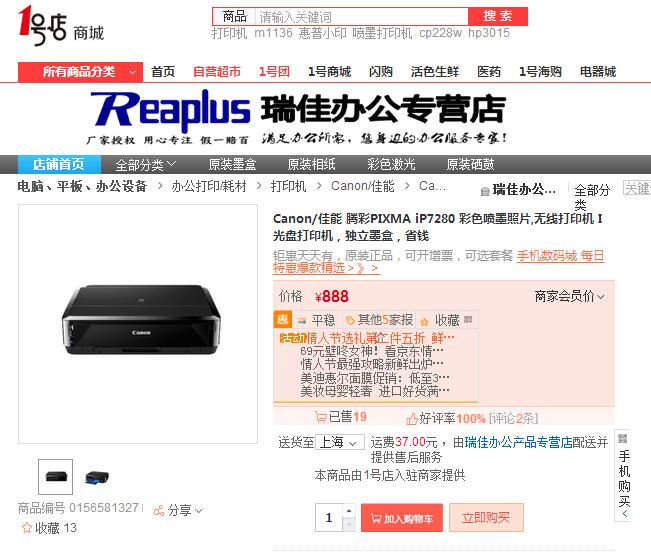 1号店 商城
商品 请输入关键词 搜 索
打印机 m1136 惠普小印 喷墨打印机 cp228w hp3015
所有商品分类 首页 自营超市 1号团 1号商城 闪购 活色生鲜 医药 1号海购 电器城
Reaplus 瑞佳办公专营店
厂家授权 用心专注 假一赔百 满足办公所需，您身边的办公服务专家！
店铺首页 全部分类 原装墨盒 原装相纸 彩色激光 原装硒鼓
电脑、平板、办公设备 > 办公打印/耗材 > 打印机 > Canon/佳能 > Ca... 瑞佳办公... 全部分类 关键
Canon/佳能 腾彩PIXMA iP7280 彩色喷墨照片,无线打印机 I
光盘打印机，独立墨盒，省钱
钜惠天天有，原装正品，可开增票，可选套餐 手机数码城 每日
特惠爆款精选>》>
价格 ¥888 商家会员价
惠 平稳 其他5家报 收藏
活动 情人节选礼第二件五折 鲜…
69元壁咚女神！看京东情…
情人节最强攻略新鲜出炉…
美迪惠尔面膜促销：低至3…
美妆母婴轻奢 进口好货满…
已售19 好评率100% [评论2条]
送货至 上海 运费37.00元 ，由瑞佳办公产品专营店配送并
提供售后服务
本商品由1号店入驻商家提供
手机购买 <
Canon
商品编号 0156581327 分享
收藏 13
1 加入购物车 立即购买